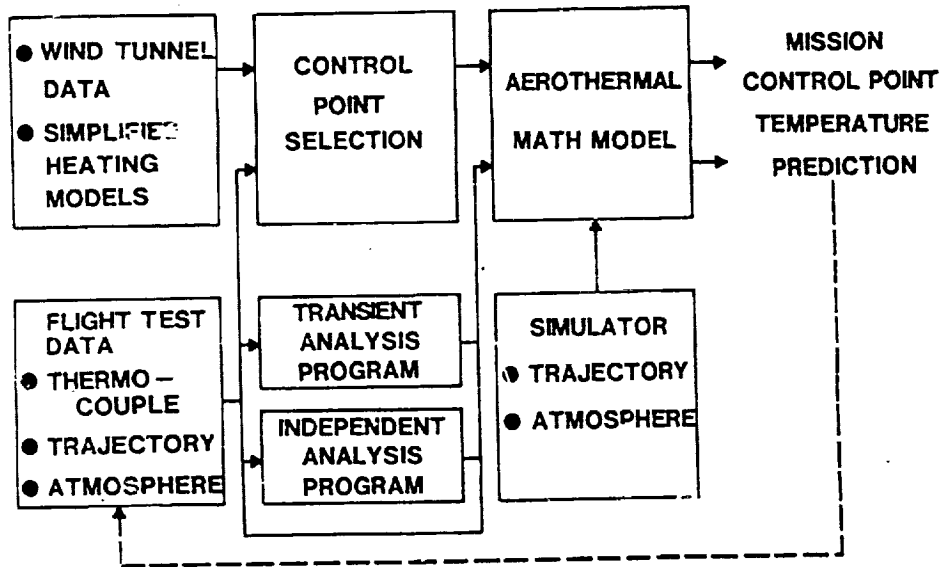 ● WIND TUNNEL
DATA
● SIMPLIFIED
HEATING
MODELS
CONTROL
POINT
SELECTION
AEROTHERMAL
MATH MODEL
MISSION
CONTROL POINT
TEMPERATURE
PREDICTION
FLIGHT TEST
DATA
● THERMO–
COUPLE
● TRAJECTORY
● ATMOSPHERE
TRANSIENT
ANALYSIS
PROGRAM
INDEPENDENT
ANALYSIS
PROGRAM
SIMULATOR
● TRAJECTORY
● ATMOSPHERE